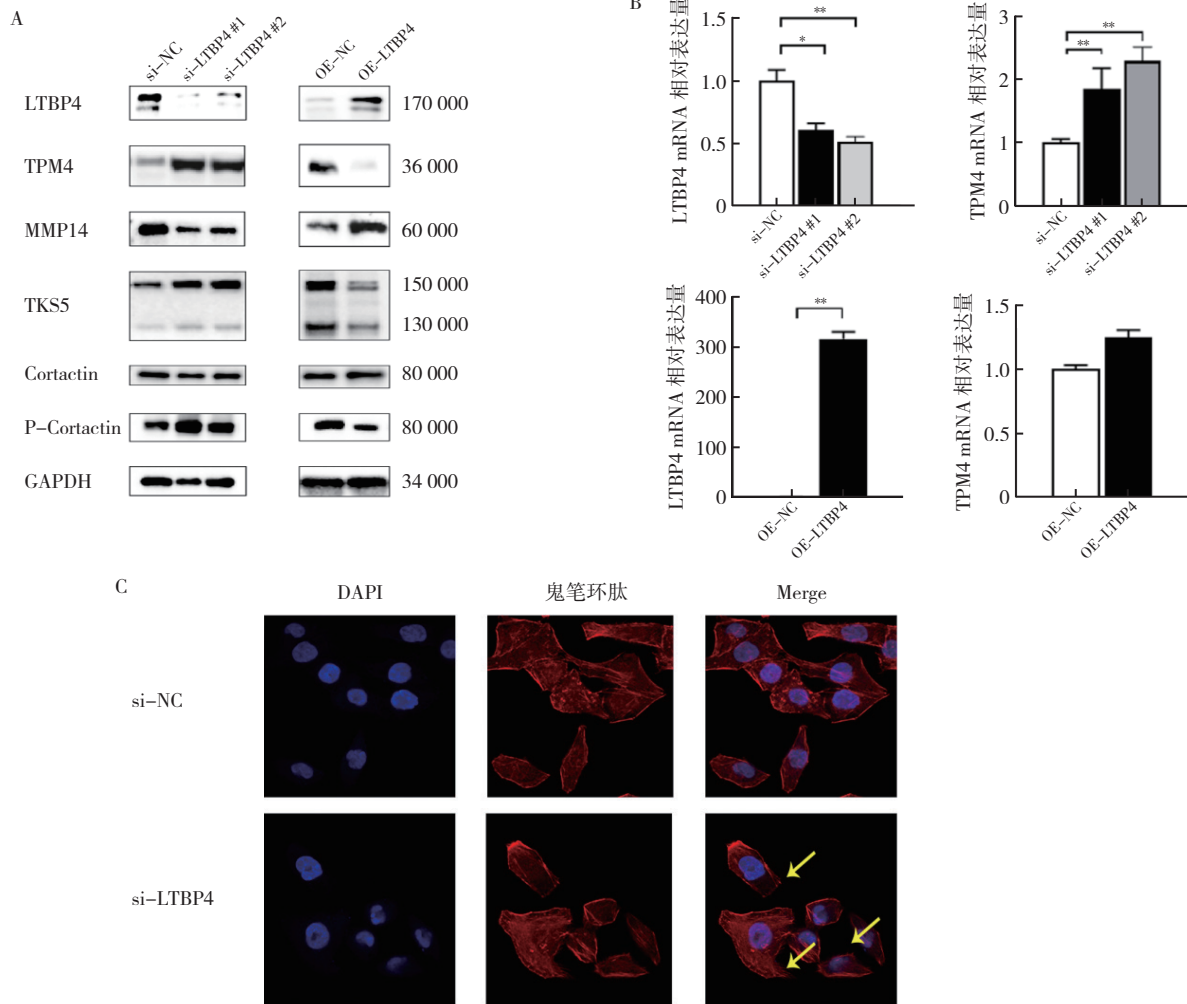 A
si-NC
si-LTBP4 #1
si-LTBP4 #2
OE-NC
OE-LTBP4
LTBP4
170 000
TPM4
36 000
MMP14
60 000
TKS5
150 000
130 000
Cortactin
80 000
P-Cortactin
80 000
GAPDH
34 000
B
LTBP4 mRNA 相对表达量
1.5
1.0
0.5
0
**
*
si-NC
si-LTBP4 #1
si-LTBP4 #2
TPM4 mRNA 相对表达量
3
2
1
0
**
**
si-NC
si-LTBP4 #1
si-LTBP4 #2
LTBP4 mRNA 相对表达量
400
300
200
100
0
**
OE-NC
OE-LTBP4
TPM4 mRNA 相对表达量
1.5
1.0
0.5
0
OE-NC
OE-LTBP4
C
DAPI
鬼笔环肽
Merge
si-NC
si-LTBP4